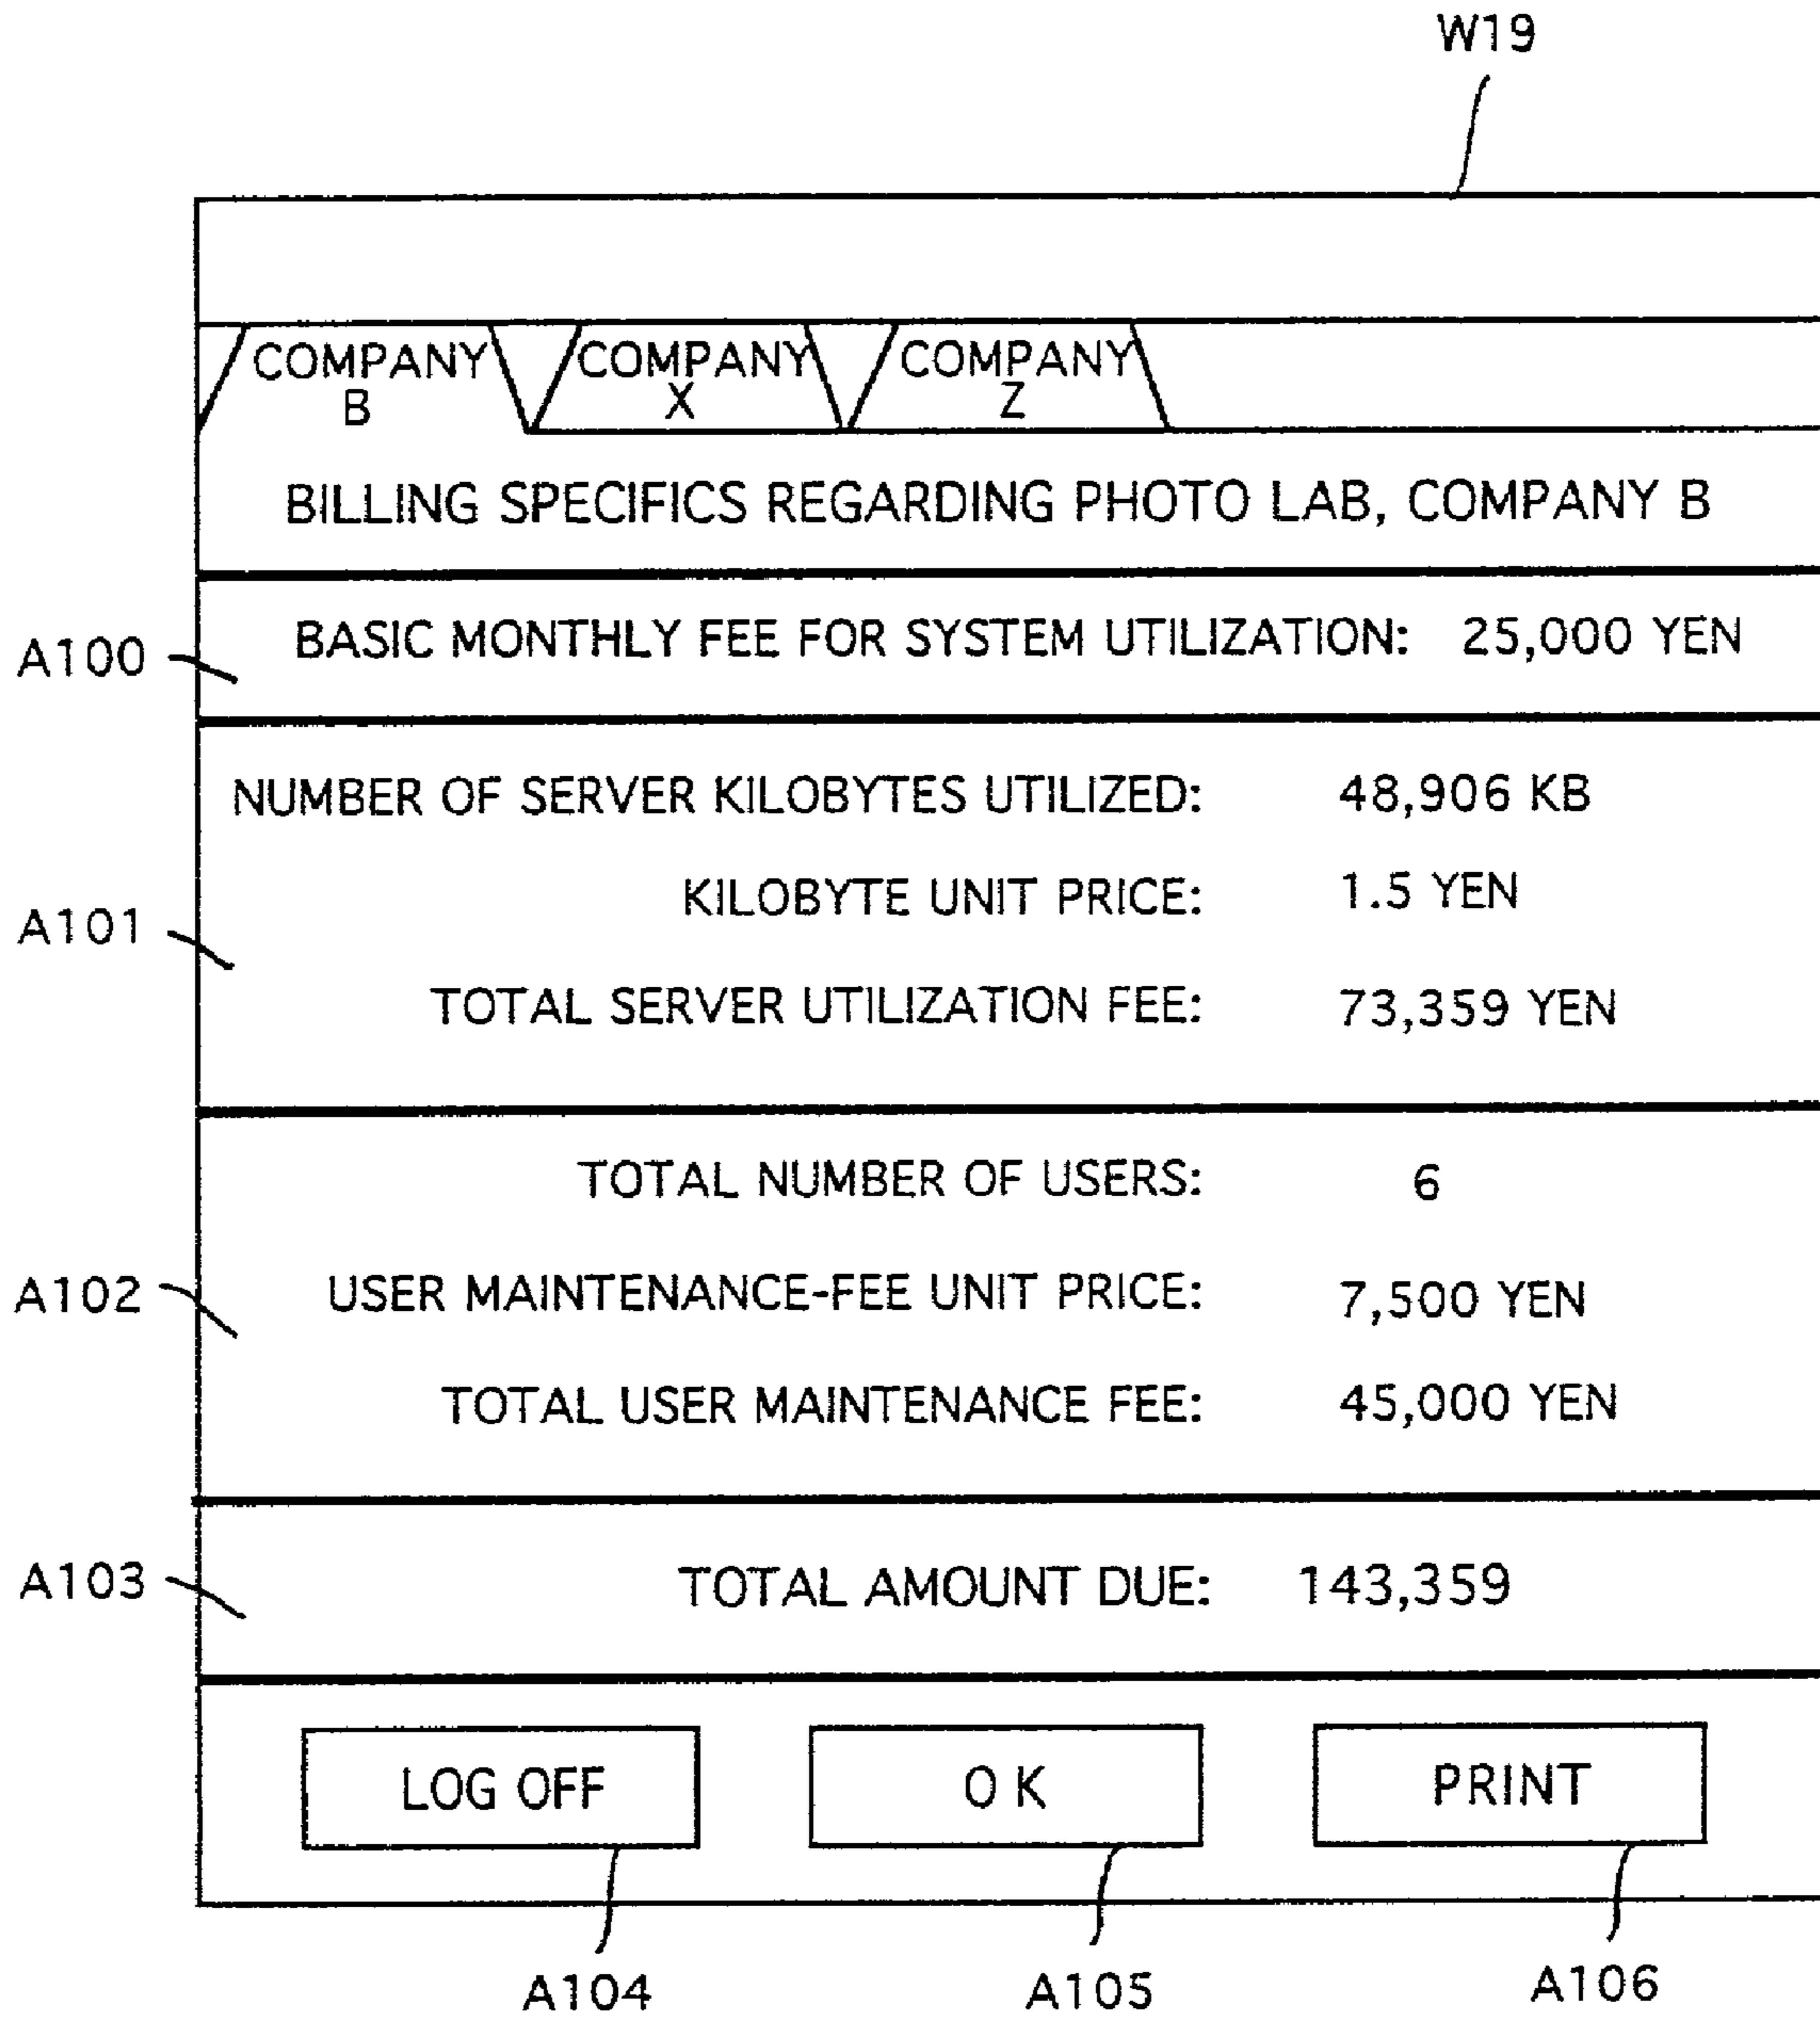 W19
COMPANY B
COMPANY X
COMPANY Z
BILLING SPECIFICS REGARDING PHOTO LAB, COMPANY B
A100
BASIC MONTHLY FEE FOR SYSTEM UTILIZATION: 25,000 YEN
NUMBER OF SERVER KILOBYTES UTILIZED: 48,906 KB
KILOBYTE UNIT PRICE: 1.5 YEN
A101
TOTAL SERVER UTILIZATION FEE: 73,359 YEN
TOTAL NUMBER OF USERS: 6
A102
USER MAINTENANCE-FEE UNIT PRICE: 7,500 YEN
TOTAL USER MAINTENANCE FEE: 45,000 YEN
A103
TOTAL AMOUNT DUE: 143,359
LOG OFF
O K
PRINT
A104
A105
A106